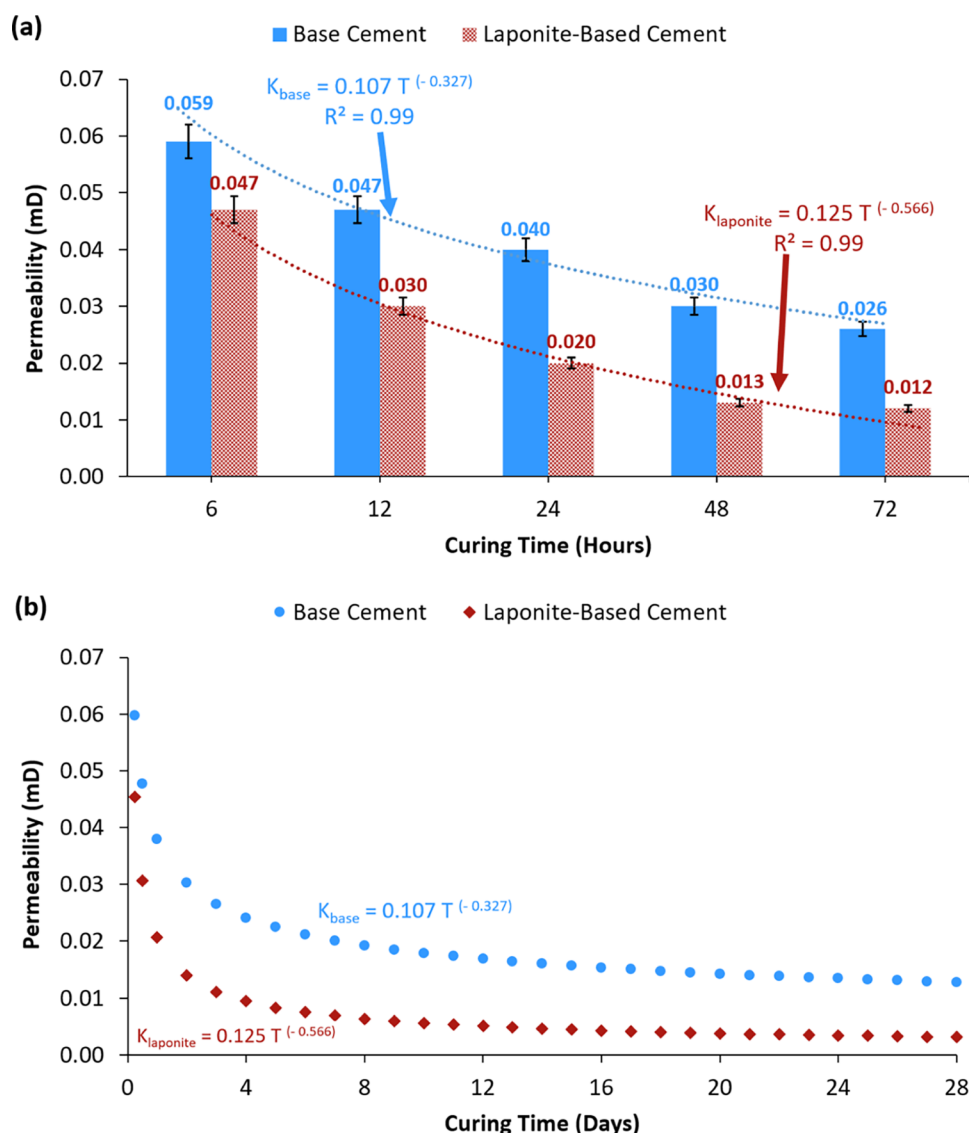 (a)
Base Cement Laponite-Based Cement
0.07
0.06
0.05
0.04
0.03
0.02
0.01
0.00
Permeability (mD)
K_base = 0.107 T ^(- 0.327)
R² = 0.99
K_laponite = 0.125 T ^(- 0.566)
R² = 0.99
0.059
0.047
0.047
0.030
0.040
0.020
0.030
0.013
0.026
0.012
6 12 24 48 72
Curing Time (Hours)
(b)
Base Cement Laponite-Based Cement
0.07
0.06
0.05
0.04
0.03
0.02
0.01
0.00
Permeability (mD)
K_base = 0.107 T ^(- 0.327)
K_laponite = 0.125 T ^(- 0.566)
0 4 8 12 16 20 24 28
Curing Time (Days)